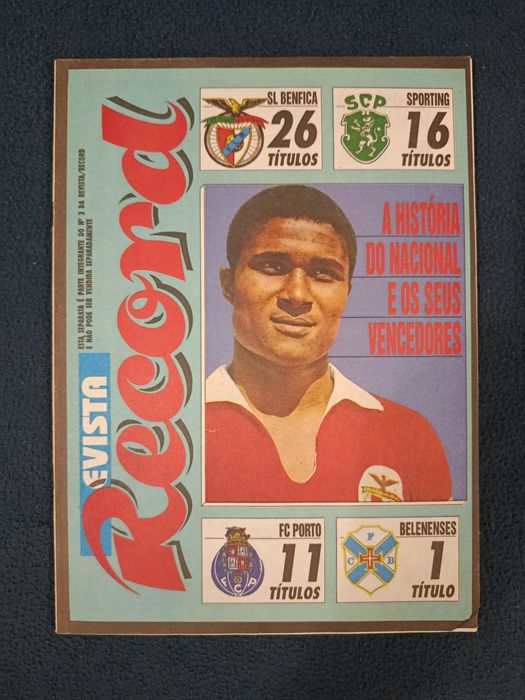 REVISTA
Record
ESTA SEPARATA É PARTE INTEGRANTE DO Nº 2 DA REVISTA/RECORD
E NÃO PODE SER VENDIDA SEPARADAMENTE
SL BENFICA
26
TÍTULOS
SCP
SPORTING
16
TÍTULOS
A HISTÓRIA
DO NACIONAL
E OS SEUS
VENCEDORES
FC PORTO
11
TÍTULOS
F C P
BELENENSES
1
TÍTULO
C F B